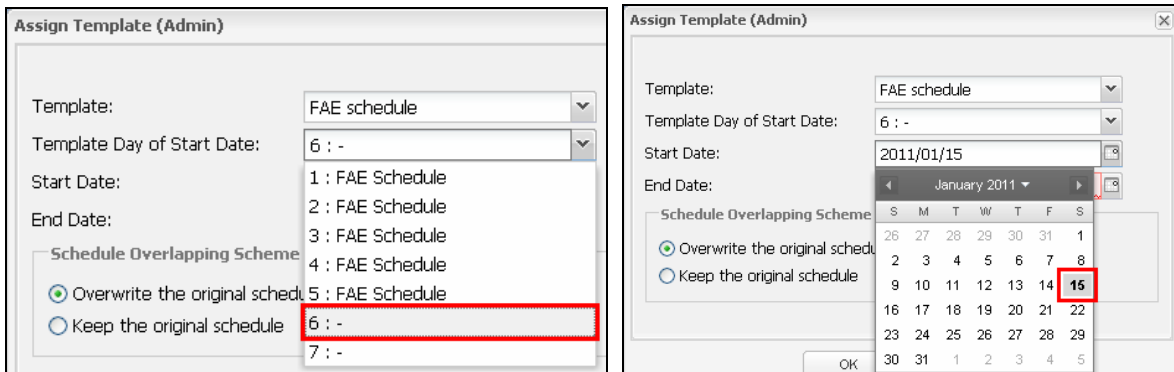 Assign Template (Admin)
Template: FAE schedule
Template Day of Start Date: 6 : -
Start Date:
1 : FAE Schedule
2 : FAE Schedule
End Date:
3 : FAE Schedule
Schedule Overlapping Scheme
4 : FAE Schedule
Overwrite the original schedu
5 : FAE Schedule
Keep the original schedule
6 : -
7 : -
Assign Template (Admin)
Template: FAE schedule
Template Day of Start Date: 6 : -
Start Date: 2011/01/15
End Date:
January 2011
Schedule Overlapping Scheme
Overwrite the original schedu
Keep the original schedule
S M T W T F S
26 27 28 29 30 31 1
2 3 4 5 6 7 8
9 10 11 12 13 14 15
16 17 18 19 20 21 22
23 24 25 26 27 28 29
30 31 1 2 3 4 5
OK